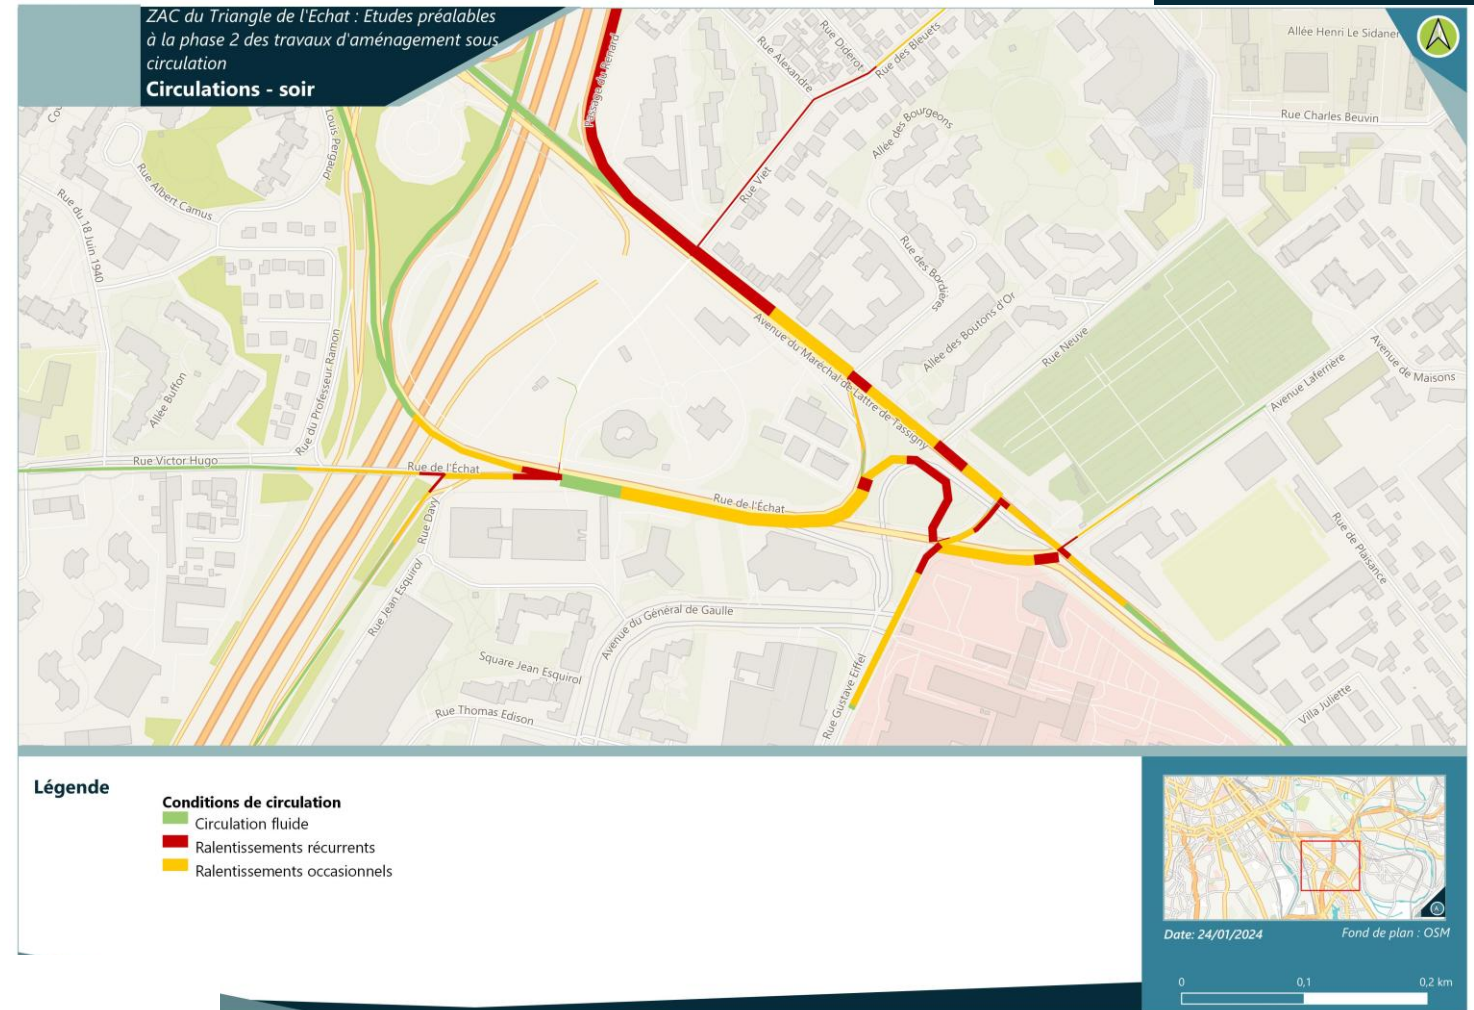 ZAC du Triangle de l'Echat : Etudes préalables
à la phase 2 des travaux d'aménagement sous
circulation
Circulations - soir
Passage du Renard
Rue Alexandre
Rue Diderot
Rue des Bleuets
Allée Henri Le Sidaner
Rue Charles Beuvin
Louis Pergaud
Rue Albert Camus
Rue du 18 Juin 1940
Allée des Bourgeons
Rue Viet
Rue des Bordières
Allée des Boutons d'Or
Rue Neuve
Avenue de Maisons
Avenue Laferrière
Avenue du Maréchal de Lattre de Tassigny
Allée Buffon
Rue du Professeur Ramon
Rue Victor Hugo
Rue de l'Échat
Rue de l'Échat
Rue Davy
Rue de Plaisance
Rue Jean Esquirol
Avenue du Général de Gaulle
Square Jean Esquirol
Rue Gustave Eiffel
Rue Thomas Edison
Villa Juliette
Légende
Conditions de circulation
Circulation fluide
Ralentissements récurrents
Ralentissements occasionnels
Date: 24/01/2024
Fond de plan : OSM
0 0,1 0,2 km